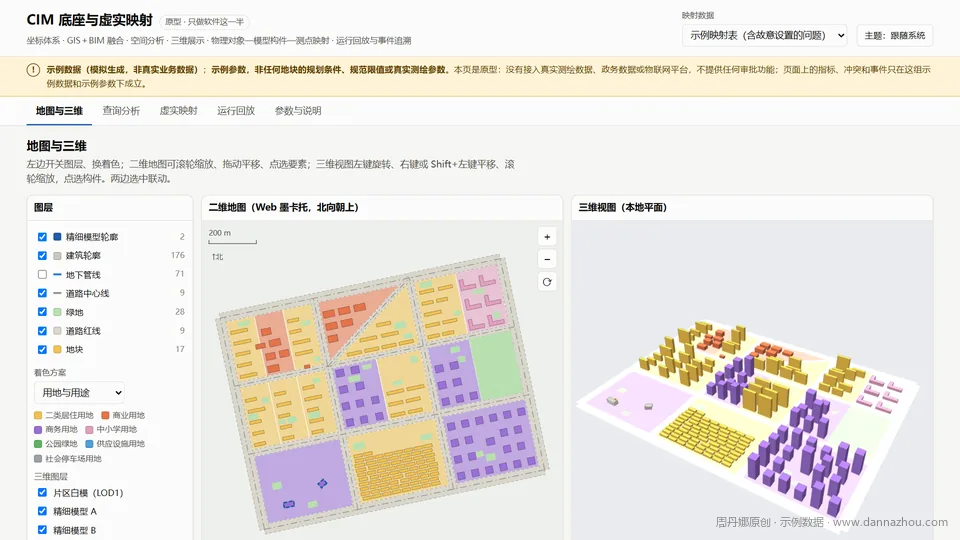 CIM 底座与虚实映射 原型 · 只做软件这一半
坐标体系 · GIS + BIM 融合 · 空间分析 · 三维展示 · 物理对象—模型构件—测点映射 · 运行回放与事件追溯
映射数据
示例映射表（含故意设置的问题）
主题：跟随系统
示例数据（模拟生成，非真实业务数据）；示例参数，非任何地块的规划条件、规范限值或真实测绘参数。本页是原型：没有接入真实测绘数据、政务数据或物联网平台，不提供任何审批功能；页面上的指标、冲突和事件只在这组示
例数据和示例参数下成立。
地图与三维 查询分析 虚实映射 运行回放 参数与说明
地图与三维
左边开关图层、换着色；二维地图可滚轮缩放、拖动平移、点选要素；三维视图左键旋转、右键或 Shift+左键平移、滚
轮缩放，点选构件。两边选中联动。
图层
精细模型轮廓 2
建筑轮廓 176
地下管线 71
道路中心线 9
绿地 28
道路红线 9
地块 17
着色方案
用地与用途
二类居住用地 商业用地
商务用地 中小学用地
公园绿地 供应设施用地
社会停车场用地
三维图层
片区白模（LOD1）
精细模型 A
精细模型 B
二维地图（Web 墨卡托，北向朝上）
200 m
↑北
+
−
三维视图（本地平面）
周丹娜原创 · 示例数据 · www.dannazhou.com